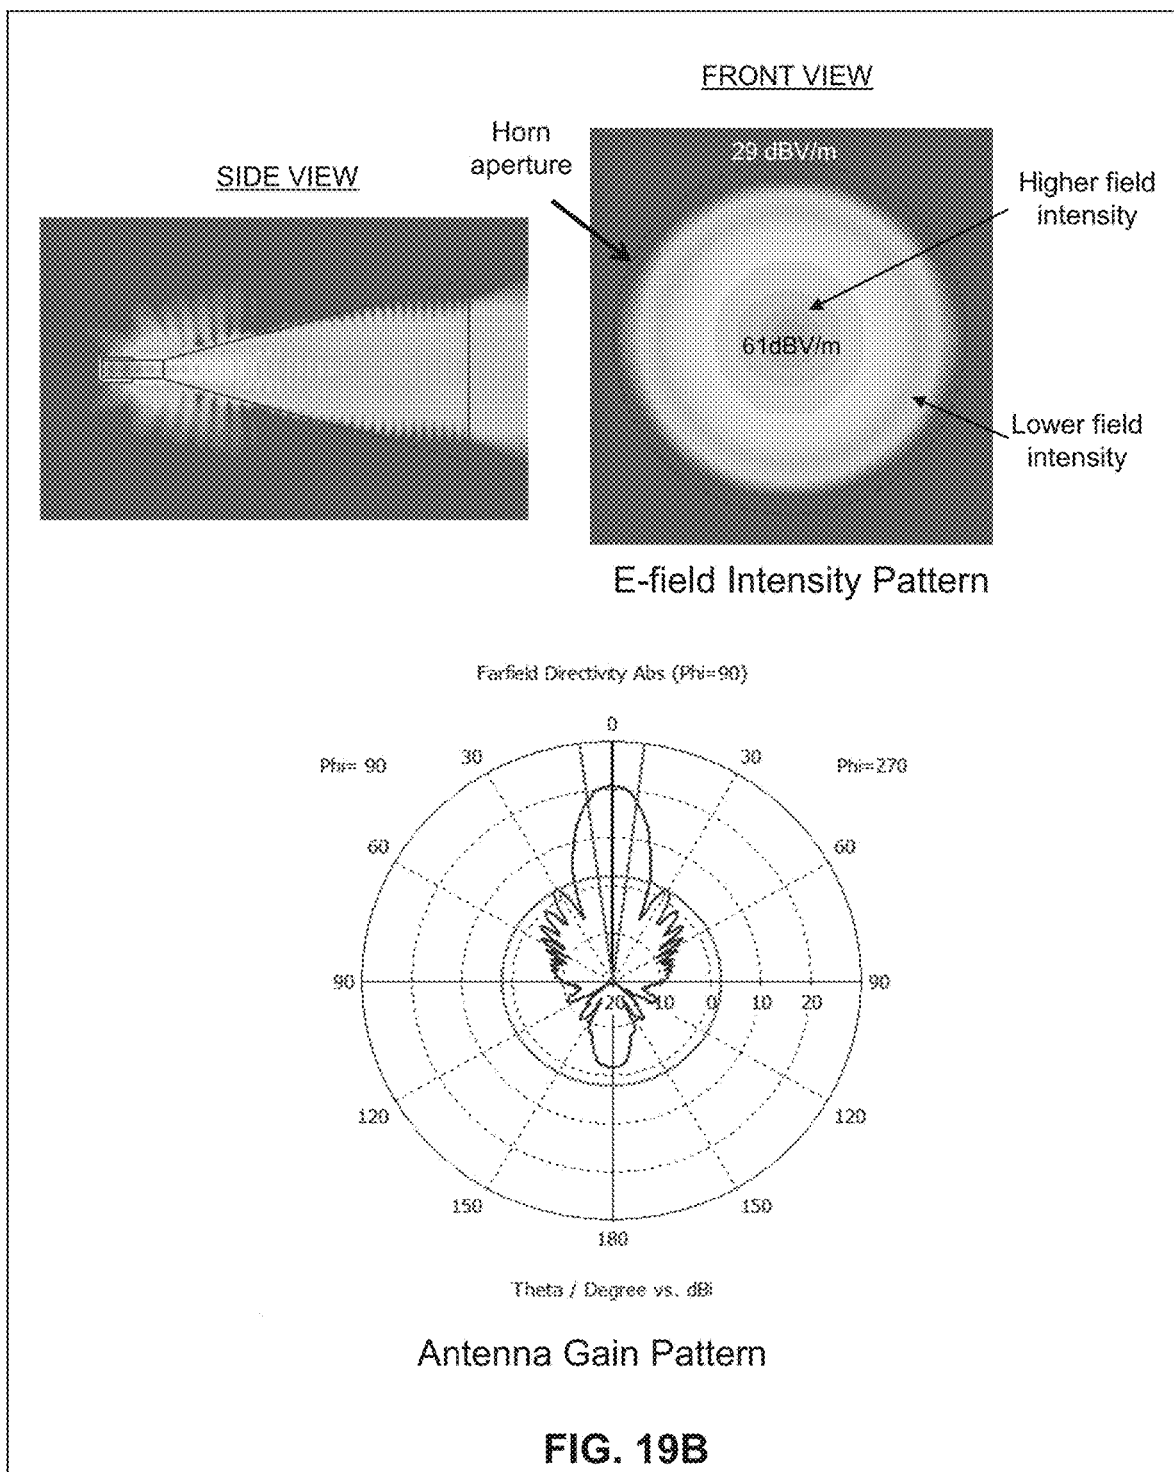 FRONT VIEW
Horn
aperture
SIDE VIEW
29 dBV/m
Higher field
intensity
61dBV/m
Lower field
intensity
E-field Intensity Pattern
Farfield Directivity Abs (Phi=90)
0
30
30
Phi= 90
Phi=270
60
60
90
20
10
0
10
20
90
120
120
150
150
180
Theta / Degree vs. dBi
Antenna Gain Pattern
FIG. 19B